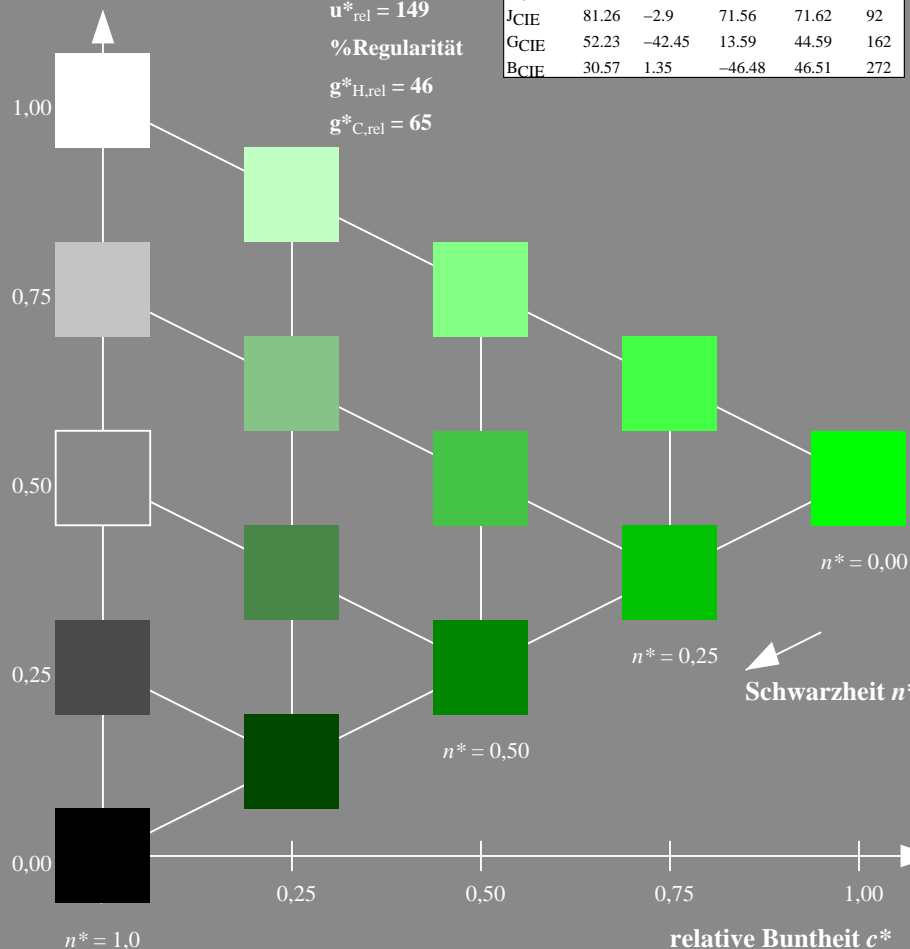 u*rel = 149
%Regularität
g*H,rel = 46
g*C,rel = 65
JCIE 81.26 −2.9 71.56 71.62 92
GCIE 52.23 −42.45 13.59 44.59 162
BCIE 30.57 1.35 −46.48 46.51 272
1,00
0,75
0,50
0,25
0,00
n* = 0,00
n* = 0,25
Schwarzheit n*
n* = 0,50
0,25 0,50 0,75 1,00
n* = 1,0
relative Buntheit c*